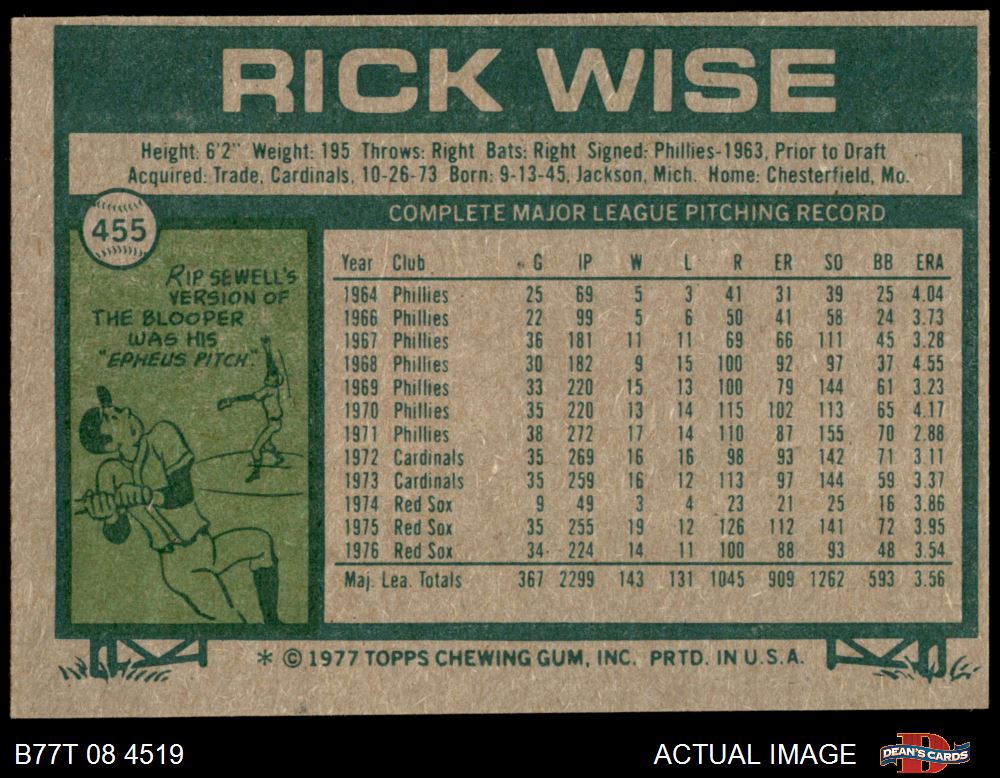 RICK WISE
Height: 6'2" Weight: 195 Throws: Right Bats: Right Signed: Phillies-1963, Prior to Draft
Acquired: Trade, Cardinals, 10-26-73 Born: 9-13-45, Jackson, Mich. Home: Chesterfield, Mo.
455
RIP SEWELL'S
VERSION OF
THE BLOOPER
WAS HIS
"EPHEUS PITCH".
COMPLETE MAJOR LEAGUE PITCHING RECORD
Year Club G IP W L R ER SO BB ERA
1964 Phillies 25 69 5 3 41 31 39 25 4.04
1966 Phillies 22 99 5 6 50 41 58 24 3.73
1967 Phillies 36 181 11 11 69 66 111 45 3.28
1968 Phillies 30 182 9 15 100 92 97 37 4.55
1969 Phillies 33 220 15 13 100 79 144 61 3.23
1970 Phillies 35 220 13 14 115 102 113 65 4.17
1971 Phillies 38 272 17 14 110 87 155 70 2.88
1972 Cardinals 35 269 16 16 98 93 142 71 3.11
1973 Cardinals 35 259 16 12 113 97 144 59 3.37
1974 Red Sox 9 49 3 4 23 21 25 16 3.86
1975 Red Sox 35 255 19 12 126 112 141 72 3.95
1976 Red Sox 34 224 14 11 100 88 93 48 3.54
Maj. Lea. Totals 367 2299 143 131 1045 909 1262 593 3.56
* © 1977 TOPPS CHEWING GUM, INC. PRTD. IN U.S.A.
B77T 08 4519
ACTUAL IMAGE
DEAN'S CARDS